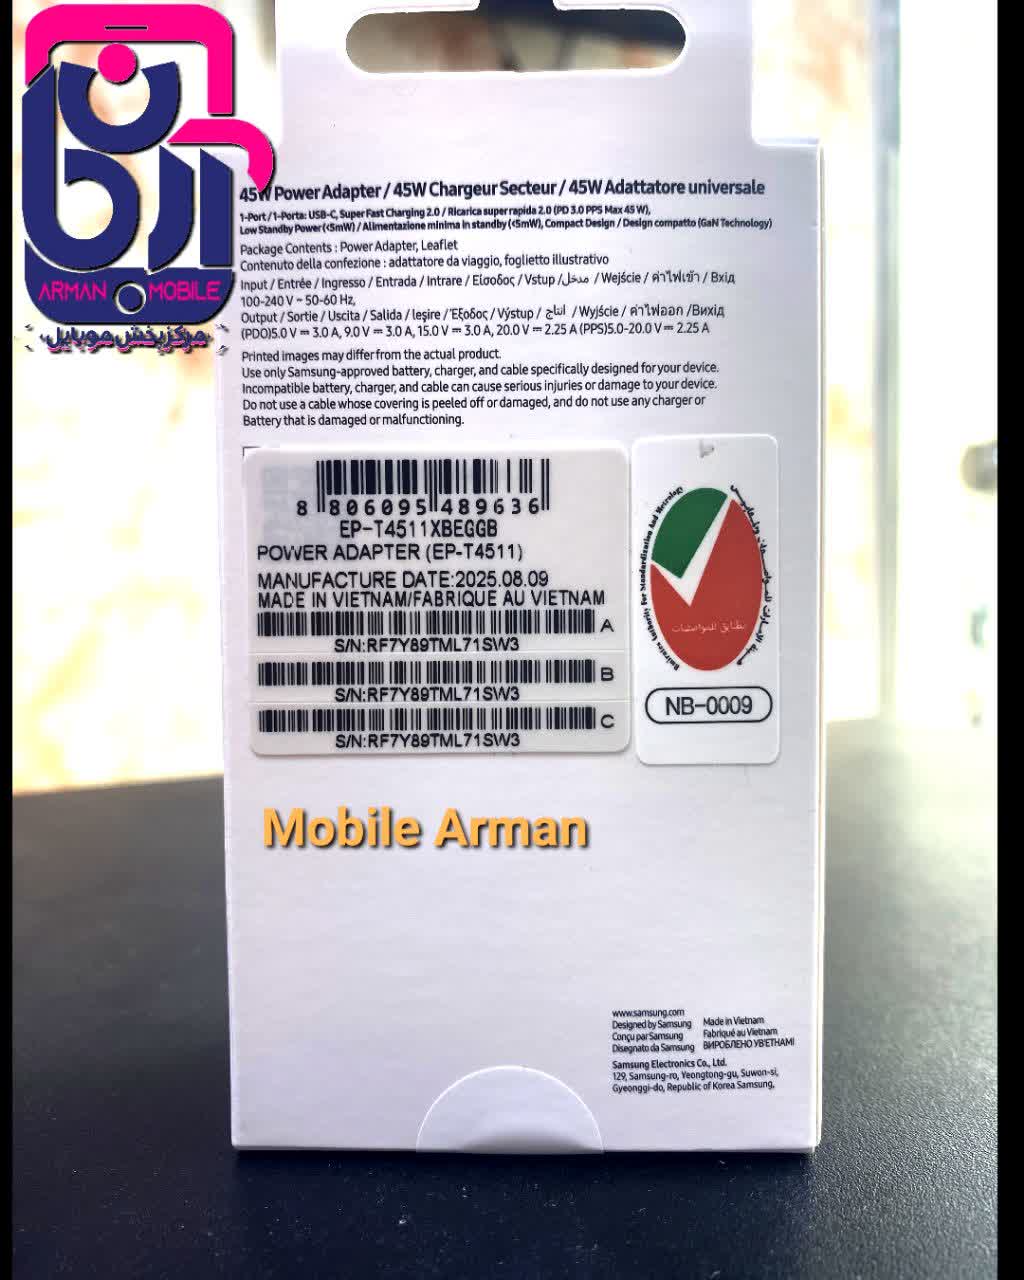 ARMAN MOBILE
مرکز پخش موبایل
45W Power Adapter / 45W Chargeur Secteur / 45W Adattatore universale
1-Port / 1-Porta: USB-C, Super Fast Charging 2.0 / Ricarica super rapida 2.0 (PD 3.0 PPS Max 45 W),
Low Standby Power (<5mW) / Alimentazione minima in standby (<5mW), Compact Design / Design compatto (GaN Technology)
Package Contents : Power Adapter, Leaflet
Contenuto della confezione : adattatore da viaggio, foglietto illustrativo
Input / Entrée / Ingresso / Entrada / Intrare / Είσοδος / Vstup / مدخل / Wejście / ค่าไฟเข้า / Вхід
100-240 V ~ 50-60 Hz,
Output / Sortie / Uscita / Salida / Ieşire / Έξοδος / Výstup / انتاج / Wyjście / ค่าไฟออก /Вихід
(PDO)5.0 V ⎓ 3.0 A, 9.0 V ⎓ 3.0 A, 15.0 V ⎓ 3.0 A, 20.0 V ⎓ 2.25 A (PPS)5.0-20.0 V ⎓ 2.25 A
Printed images may differ from the actual product.
Use only Samsung-approved battery, charger, and cable specifically designed for your device.
Incompatible battery, charger, and cable can cause serious injuries or damage to your device.
Do not use a cable whose covering is peeled off or damaged, and do not use any charger or
Battery that is damaged or malfunctioning.
8 806095 489636
EP-T4511XBEGGB
POWER ADAPTER (EP-T4511)
MANUFACTURE DATE:2025.08.09
MADE IN VIETNAM/FABRIQUE AU VIETNAM
A
S/N:RF7Y89TML71SW3
B
S/N:RF7Y89TML71SW3
C
S/N:RF7Y89TML71SW3
Emirates Authority For Standardization And Metrology
مطابق للمواصفات
NB-0009
Mobile Arman
www.samsung.com
Designed by Samsung
Conçu par Samsung
Disegnato da Samsung
Made in Vietnam
Fabriqué au Vietnam
ВИРОБЛЕНО У В'ЄТНАМІ
Samsung Electronics Co., Ltd.
129, Samsung-ro, Yeongtong-gu, Suwon-si,
Gyeonggi-do, Republic of Korea Samsung,